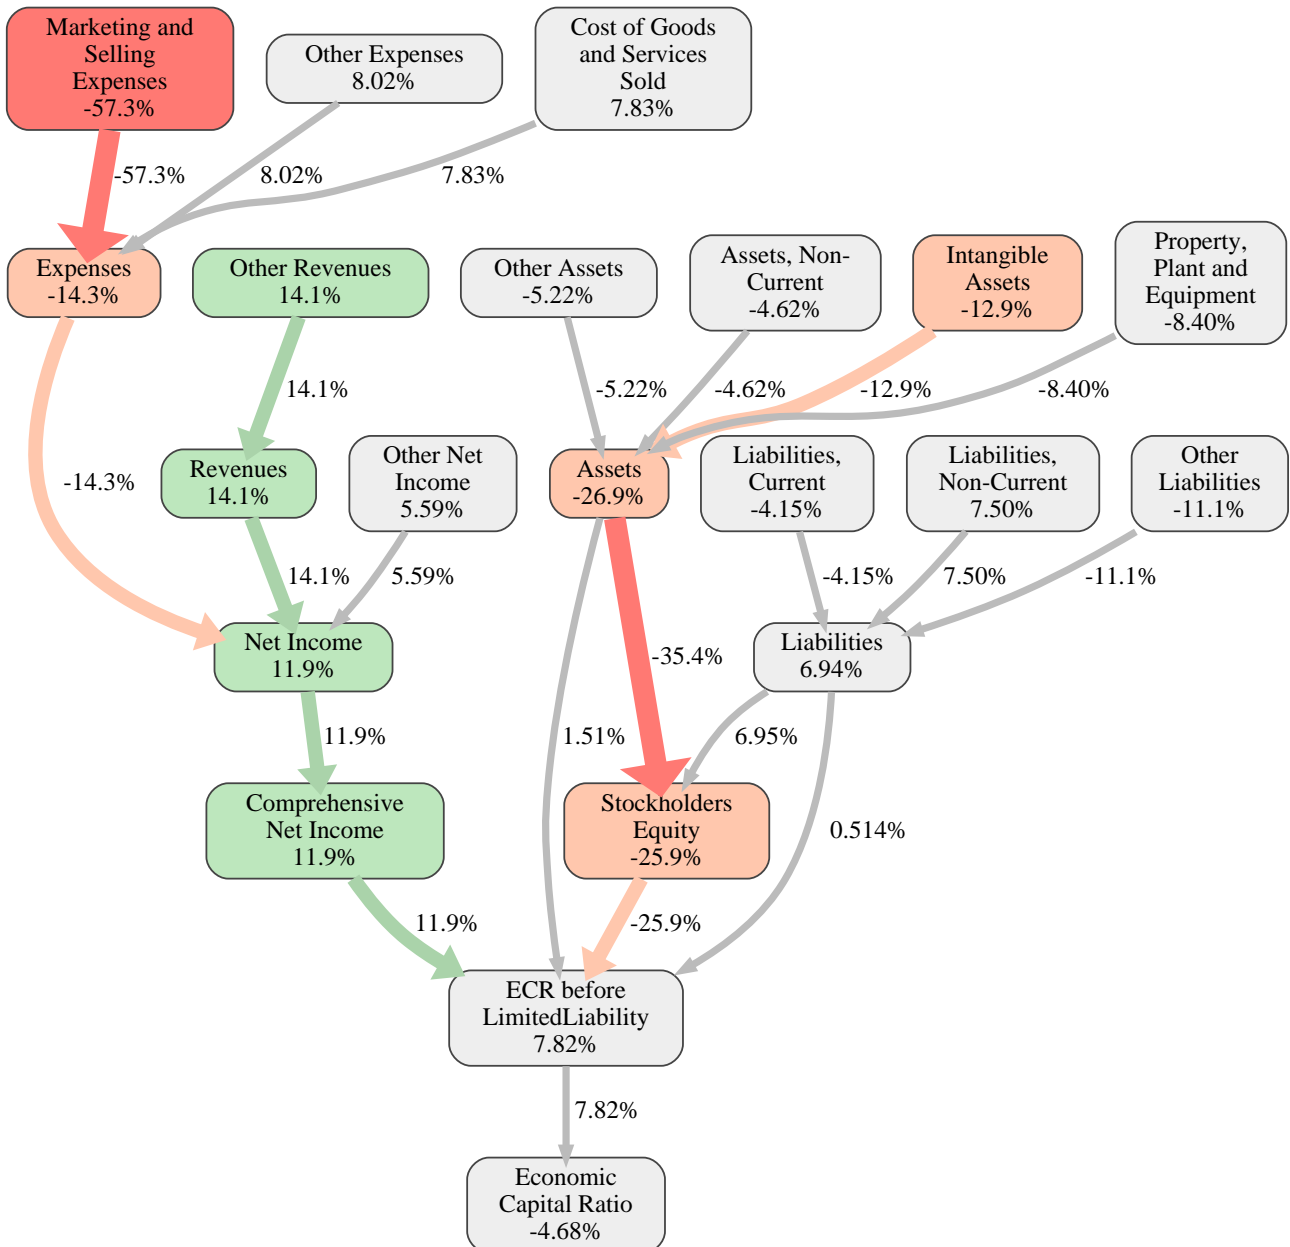 Marketing and
Selling
Expenses
-57.3%
Other Expenses
8.02%
Cost of Goods
and Services
Sold
7.83%
-57.3%
8.02%
7.83%
Expenses
-14.3%
Other Revenues
14.1%
Other Assets
-5.22%
Assets, Non-
Current
-4.62%
Intangible
Assets
-12.9%
Property,
Plant and
Equipment
-8.40%
14.1%
-5.22%
-4.62%
-12.9%
-8.40%
-14.3%
Revenues
14.1%
Other Net
Income
5.59%
Assets
-26.9%
Liabilities,
Current
-4.15%
Liabilities,
Non-Current
7.50%
Other
Liabilities
-11.1%
14.1%
5.59%
-4.15%
7.50%
-11.1%
Net Income
11.9%
-35.4%
Liabilities
6.94%
11.9%
1.51%
6.95%
Comprehensive
Net Income
11.9%
Stockholders
Equity
-25.9%
0.514%
11.9%
-25.9%
ECR before
LimitedLiability
7.82%
7.82%
Economic
Capital Ratio
-4.68%